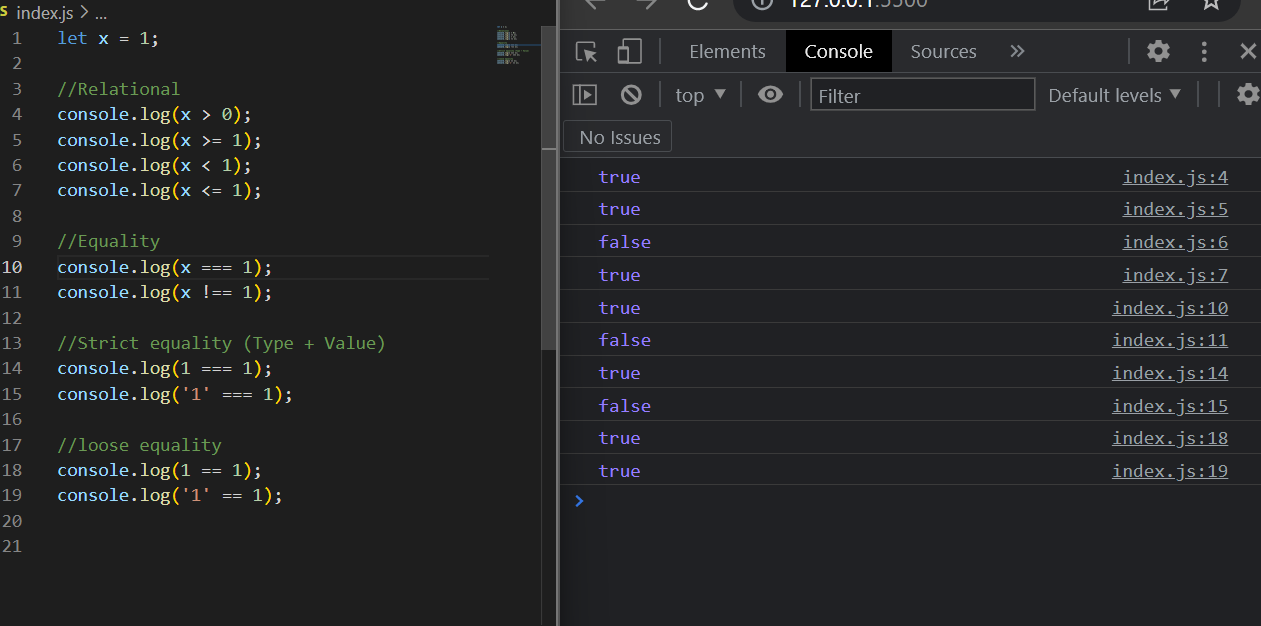 S index.js > ...
1 let x = 1;
2
3 //Relational
4 console.log(x > 0);
5 console.log(x >= 1);
6 console.log(x < 1);
7 console.log(x <= 1);
8
9 //Equality
10 console.log(x === 1);
11 console.log(x !== 1);
12
13 //Strict equality (Type + Value)
14 console.log(1 === 1);
15 console.log('1' === 1);
16
17 //loose equality
18 console.log(1 == 1);
19 console.log('1' == 1);
20
21
127.0.0.1:5500
Elements Console Sources »
top ▼ Filter Default levels ▼
No Issues
true index.js:4
true index.js:5
false index.js:6
true index.js:7
true index.js:10
false index.js:11
true index.js:14
false index.js:15
true index.js:18
true index.js:19
>